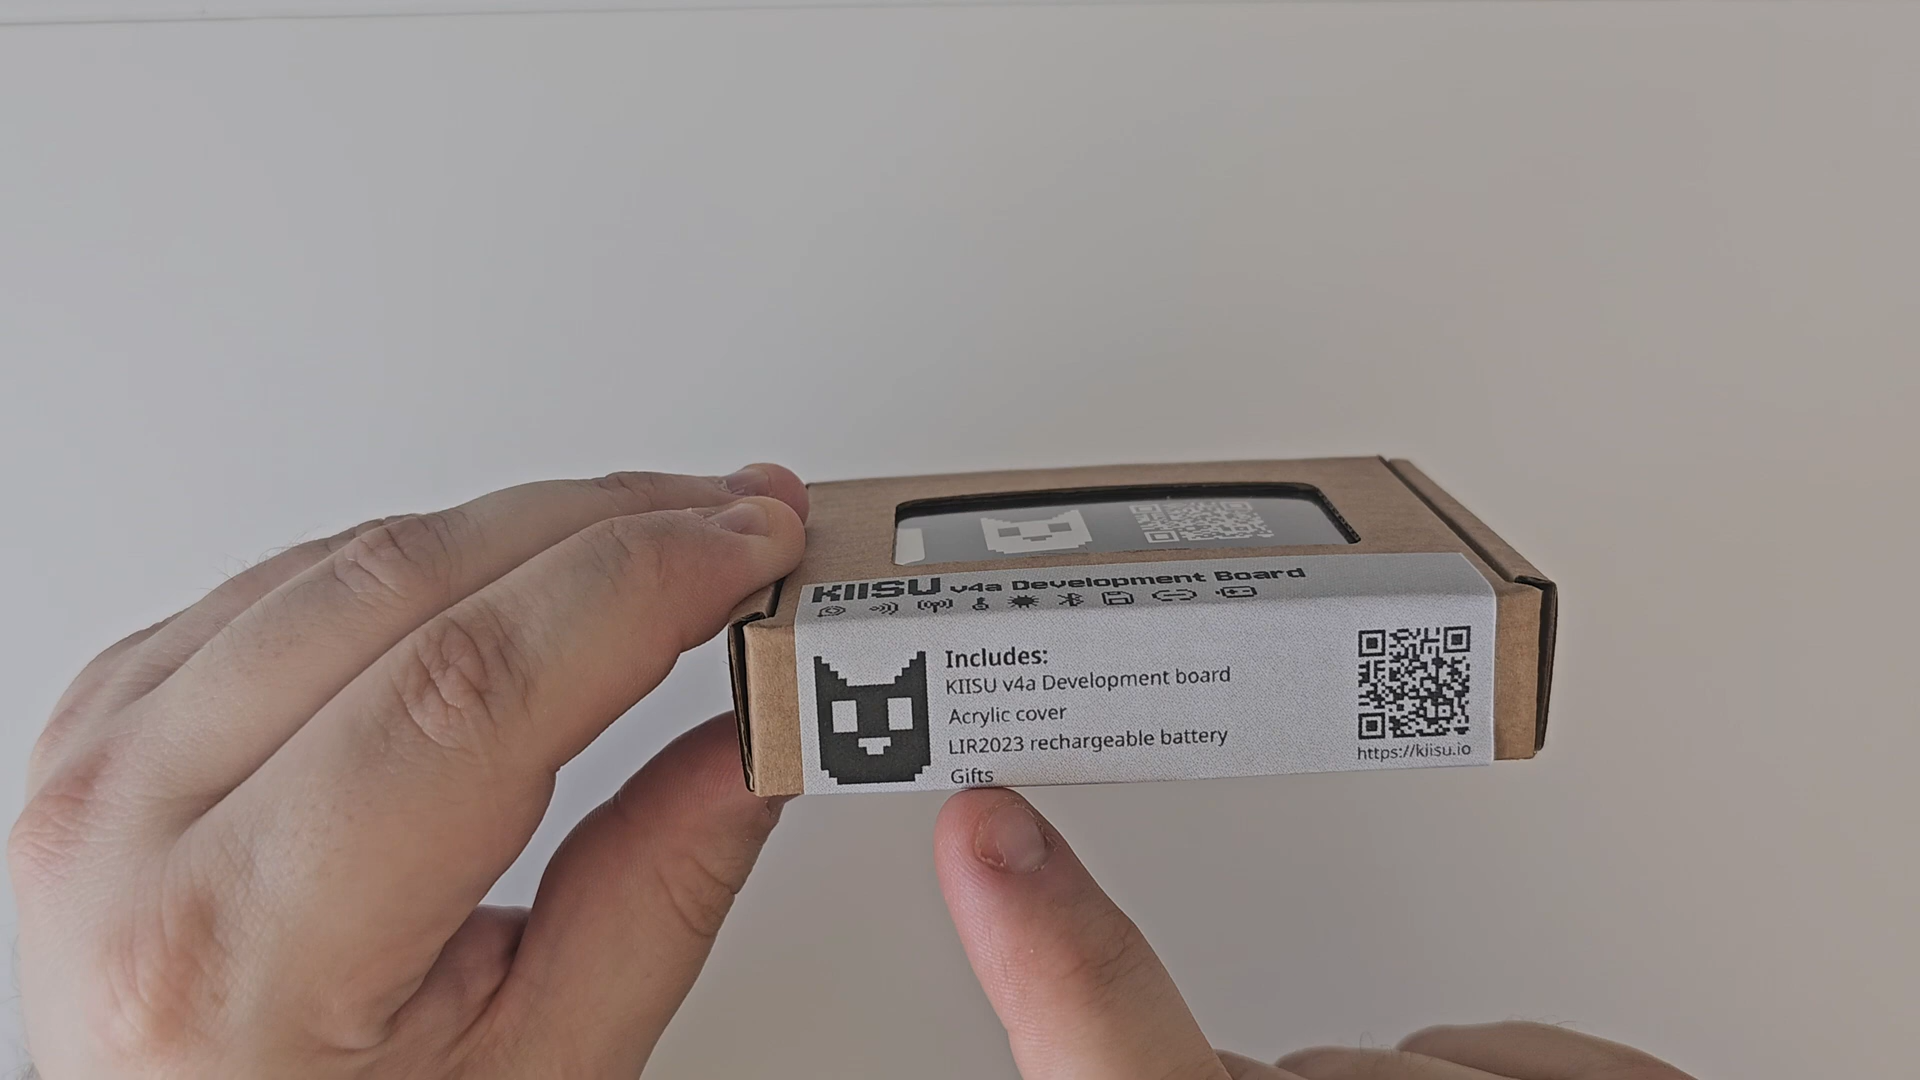 KIISU v4a Development Board
Includes:
KIISU v4a Development board
Acrylic cover
LIR2023 rechargeable battery
Gifts
https://kiisu.io